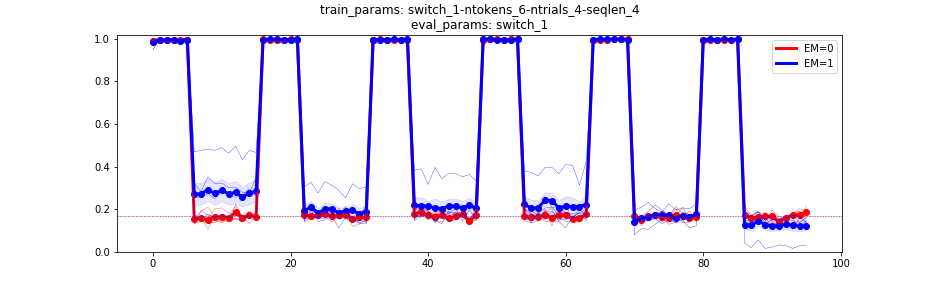 train_params: switch_1-ntokens_6-ntrials_4-seqlen_4
eval_params: switch_1
1.0
0.8
0.6
0.4
0.2
0.0
EM=0
EM=1
0 20 40 60 80 100